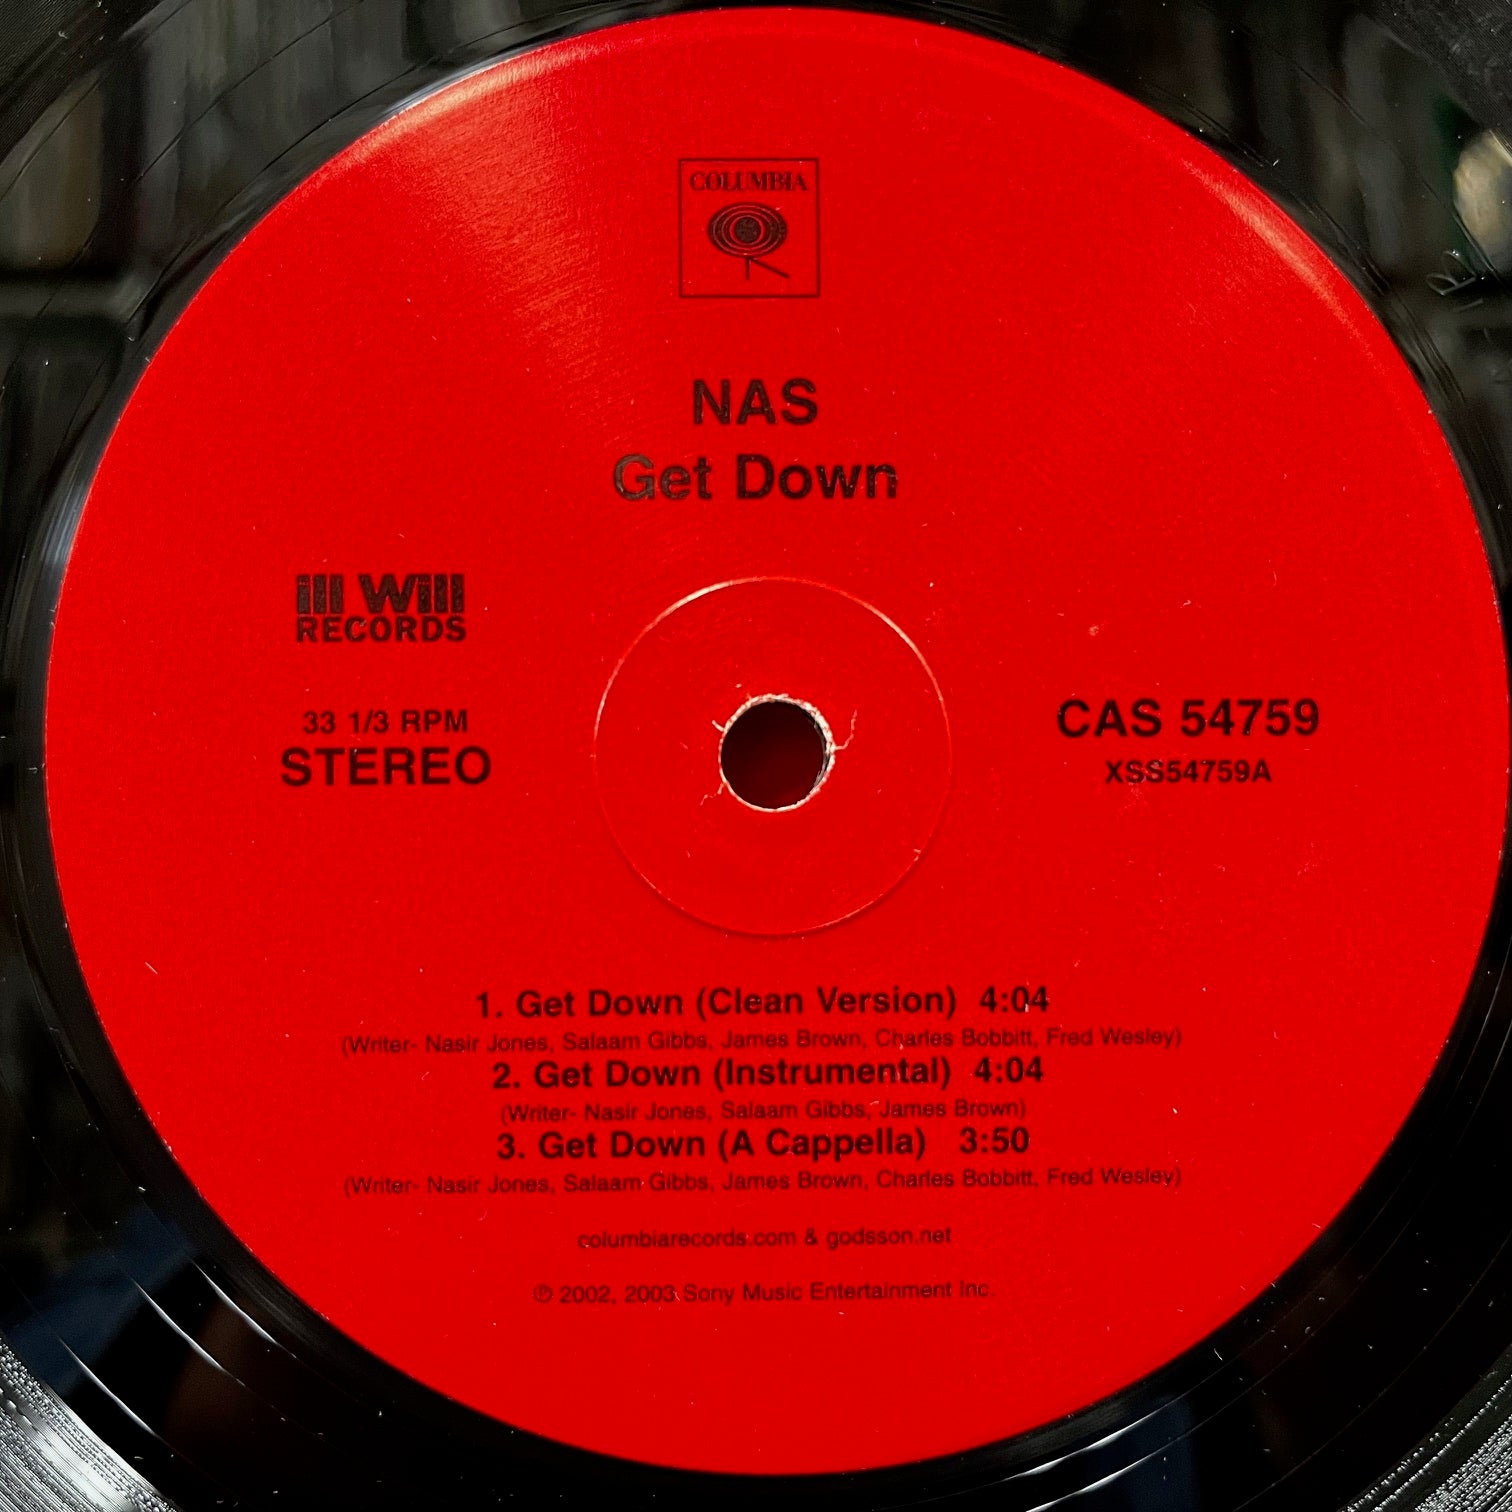 COLUMBIA
NAS
Get Down
ill Will
RECORDS
33 1/3 RPM
STEREO
CAS 54759
XSS54759A
1. Get Down (Clean Version) 4:04
(Writer- Nasir Jones, Salaam Gibbs, James Brown, Charles Bobbitt, Fred Wesley)
2. Get Down (Instrumental) 4:04
(Writer- Nasir Jones, Salaam Gibbs, James Brown)
3. Get Down (A Cappella) 3:50
(Writer- Nasir Jones, Salaam Gibbs, James Brown, Charles Bobbitt, Fred Wesley)
columbiarecords.com & godsson.net
℗ 2002, 2003 Sony Music Entertainment Inc.